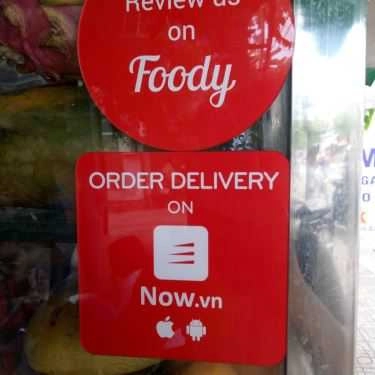 Review us
on
Foody
ORDER DELIVERY
ON
Now.vn